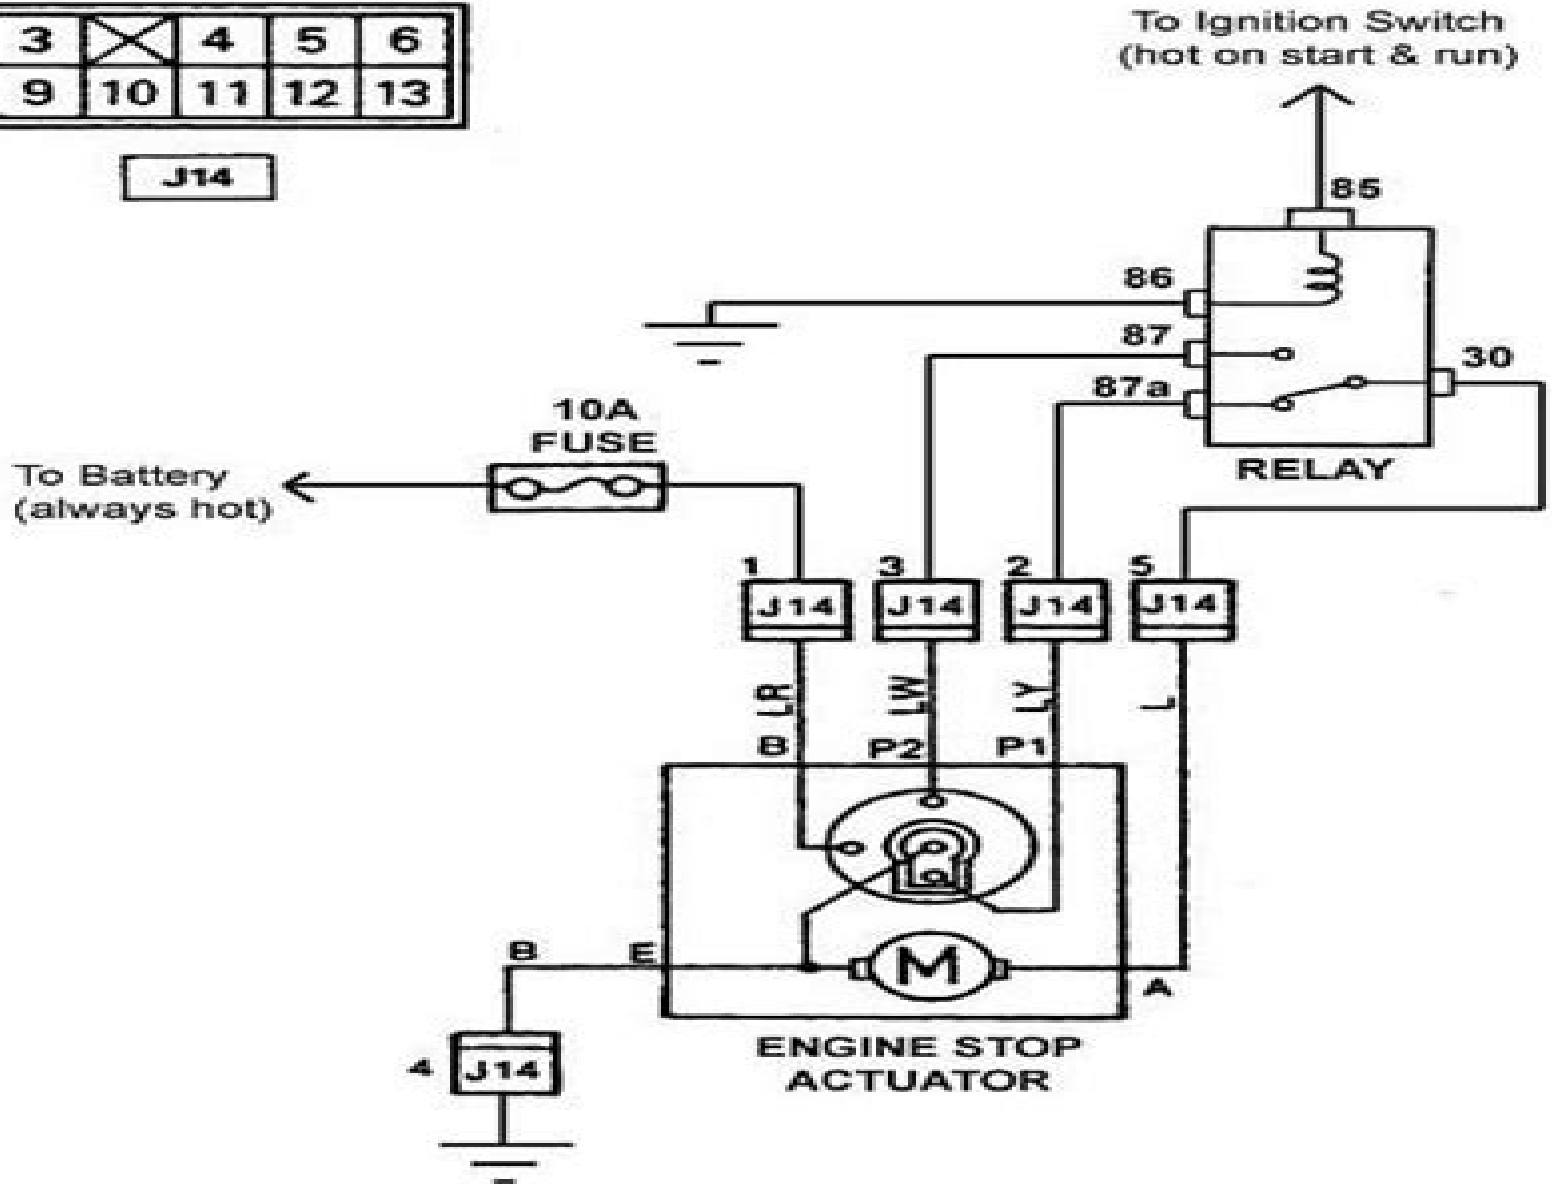 3 4 5 6
9 10 11 12 13
J14
To Ignition Switch
(hot on start & run)
85
86
87
87a
30
RELAY
10A
FUSE
To Battery
(always hot)
1 3 2 5
J14 J14 J14 J14
LR LW LY L
B P2 P1
M
B E
A
4
J14
ENGINE STOP
ACTUATOR